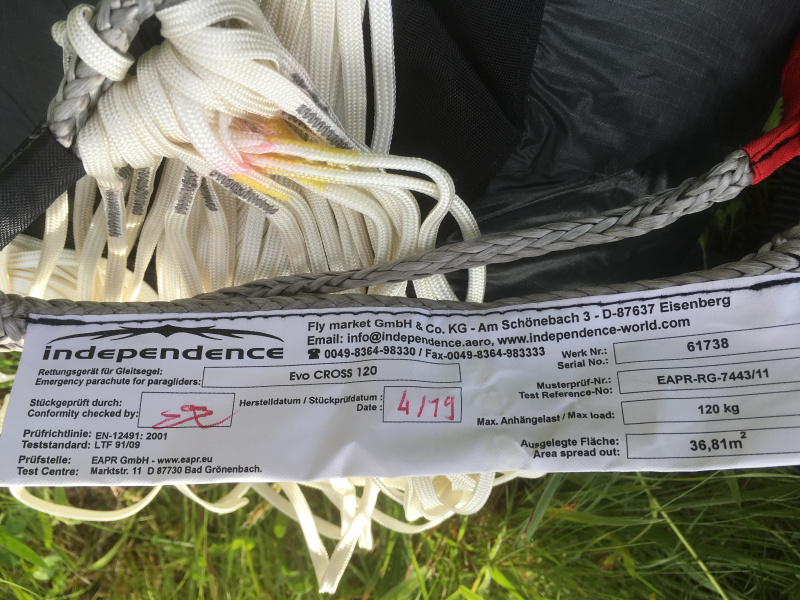 independence
Fly market GmbH & Co. KG - Am Schönebach 3 - D-87637 Eisenberg
Email: info@independence.aero, www.independence-world.com
☎ 0049-8364-98330 / Fax-0049-8364-983333
Werk Nr.:
Serial No.:
61738
Rettungsgerät für Gleitsegel:
Emergency parachute for paragliders:
Evo CROSS 120
Musterprüf-Nr.:
Test Reference-No:
EAPR-RG-7443/11
Stückgeprüft durch:
Conformity checked by:
Herstelldatum / Stückprüfdatum :
Date :
4/19
Max. Anhängelast / Max load:
120 kg
Prüfrichtlinie: EN-12491: 2001
Teststandard: LTF 91/09
Ausgelegte Fläche:
Area spread out:
36,81m²
Prüfstelle: EAPR GmbH - www.eapr.eu
Test Centre: Marktstr. 11 D 87730 Bad Grönenbach.